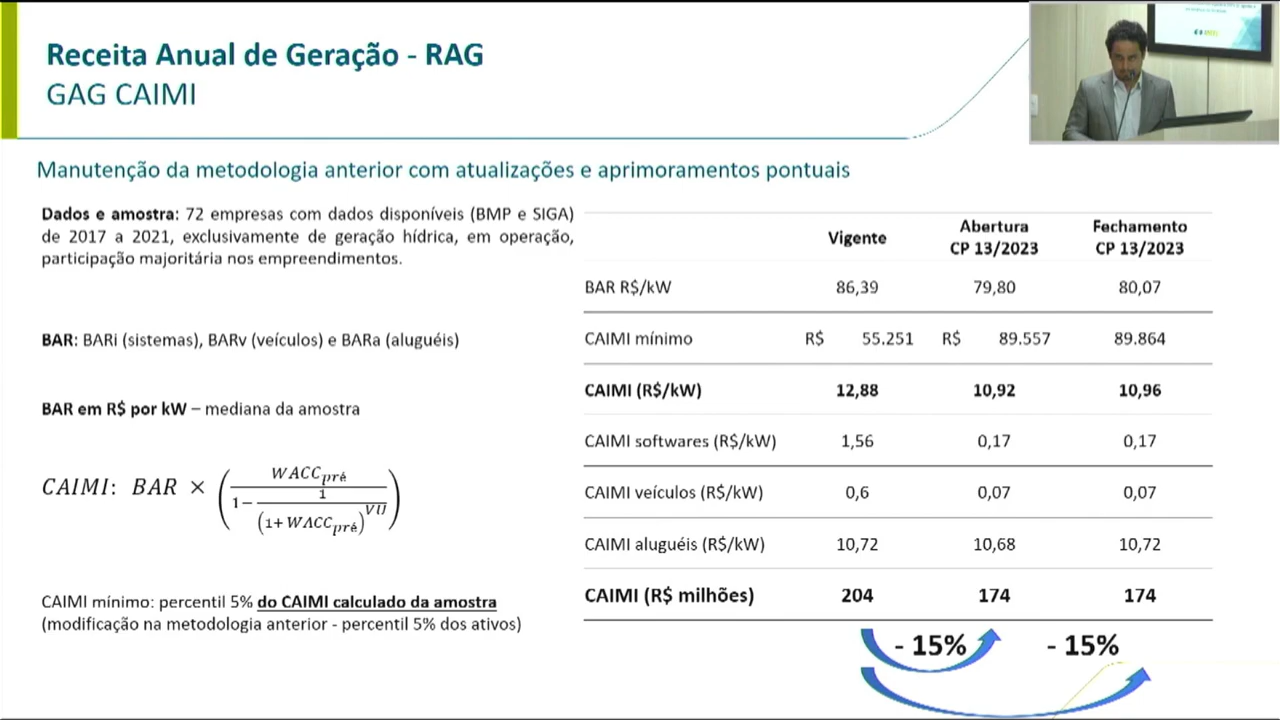 Receita Anual de Geração - RAG
GAG CAIMI
Manutenção da metodologia anterior com atualizações e aprimoramentos pontuais
Dados e amostra: 72 empresas com dados disponíveis (BMP e SIGA)
de 2017 a 2021, exclusivamente de geração hídrica, em operação,
participação majoritária nos empreendimentos.
BAR: BARi (sistemas), BARv (veículos) e BARa (aluguéis)
BAR em R$ por kW – mediana da amostra
CAIMI: BAR × (WACCpré / (1 − 1 / (1+WACCpré)^VU))
CAIMI mínimo: percentil 5% do CAIMI calculado da amostra
(modificação na metodologia anterior - percentil 5% dos ativos)
Vigente Abertura CP 13/2023 Fechamento CP 13/2023
BAR R$/kW 86,39 79,80 80,07
CAIMI mínimo R$ 55.251 R$ 89.557 89.864
CAIMI (R$/kW) 12,88 10,92 10,96
CAIMI softwares (R$/kW) 1,56 0,17 0,17
CAIMI veículos (R$/kW) 0,6 0,07 0,07
CAIMI aluguéis (R$/kW) 10,72 10,68 10,72
CAIMI (R$ milhões) 204 174 174
- 15% - 15%